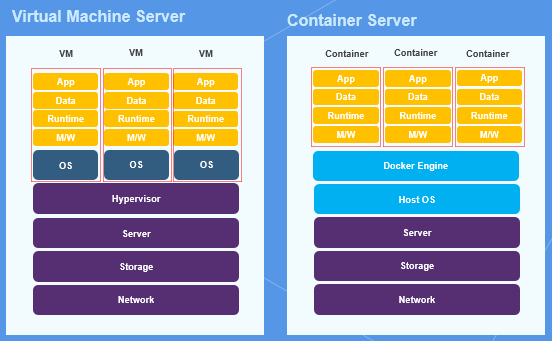 Virtual Machine Server
VM VM VM
App App App
Data Data Data
Runtime Runtime Runtime
M/W M/W M/W
OS OS OS
Hypervisor
Server
Storage
Network
Container Server
Container Container Container
App App App
Data Data Data
Runtime Runtime Runtime
M/W M/W M/W
Docker Engine
Host OS
Server
Storage
Network